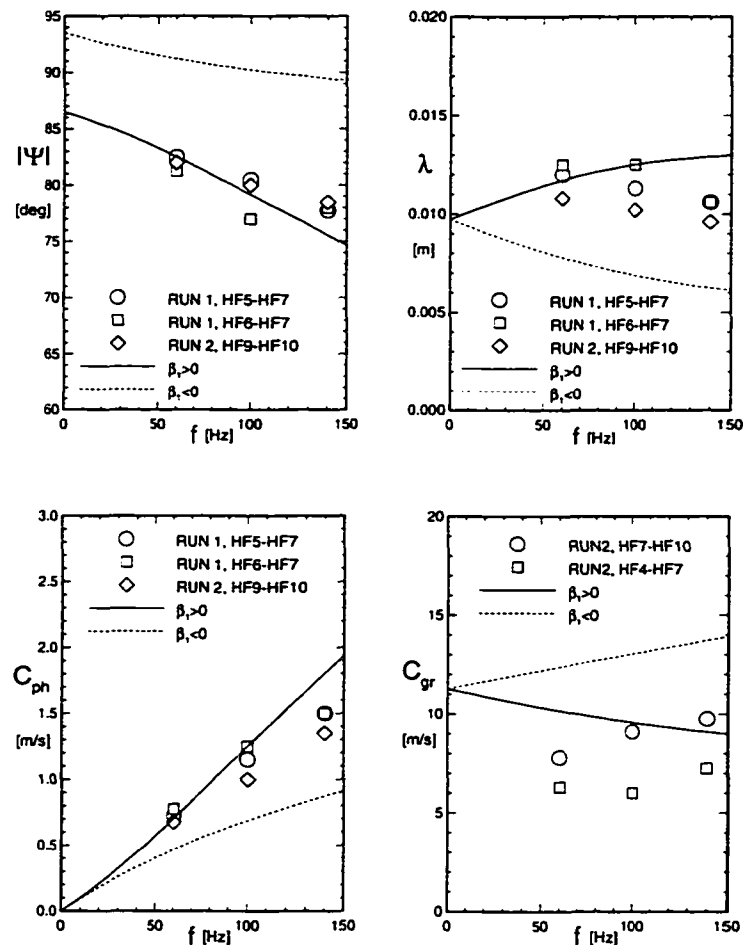 95
90
85
|Ψ|
80
[deg]
75
70
RUN 1, HF5-HF7
RUN 1, HF6-HF7
65
RUN 2, HF9-HF10
β₁>0
60
β₁<0
0 50 100 150
f [Hz]
0.020
0.015
λ
0.010
[m]
RUN 1, HF5-HF7
0.005
RUN 1, HF6-HF7
RUN 2, HF9-HF10
β₁>0
0.000
β₁<0
0 50 100 150
f [Hz]
3.0
RUN 1, HF5-HF7
RUN 1, HF6-HF7
2.5
RUN 2, HF9-HF10
β₁>0
2.0
β₁<0
C_ph
1.5
[m/s]
1.0
0.5
0.0
0 50 100 150
f [Hz]
20
RUN2, HF7-HF10
RUN2, HF4-HF7
15
β₁>0
β₁<0
C_gr
10
[m/s]
5
0
0 50 100 150
f [Hz]